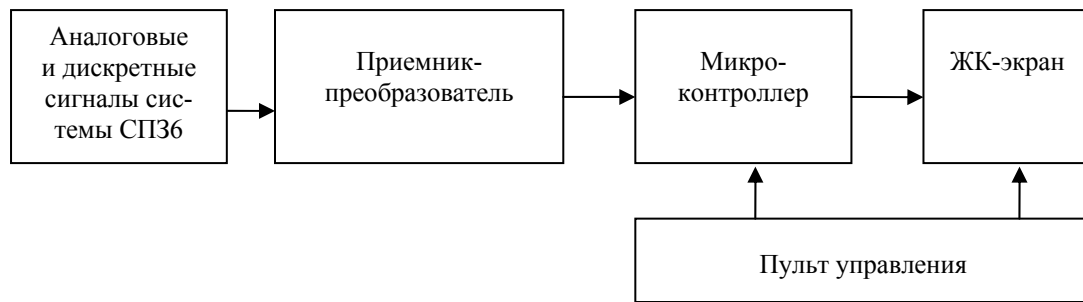 Аналоговые
и дискретные
сигналы сис-
темы СПЗ6
Приемник-
преобразователь
Микро-
контроллер
ЖК-экран
Пульт управления